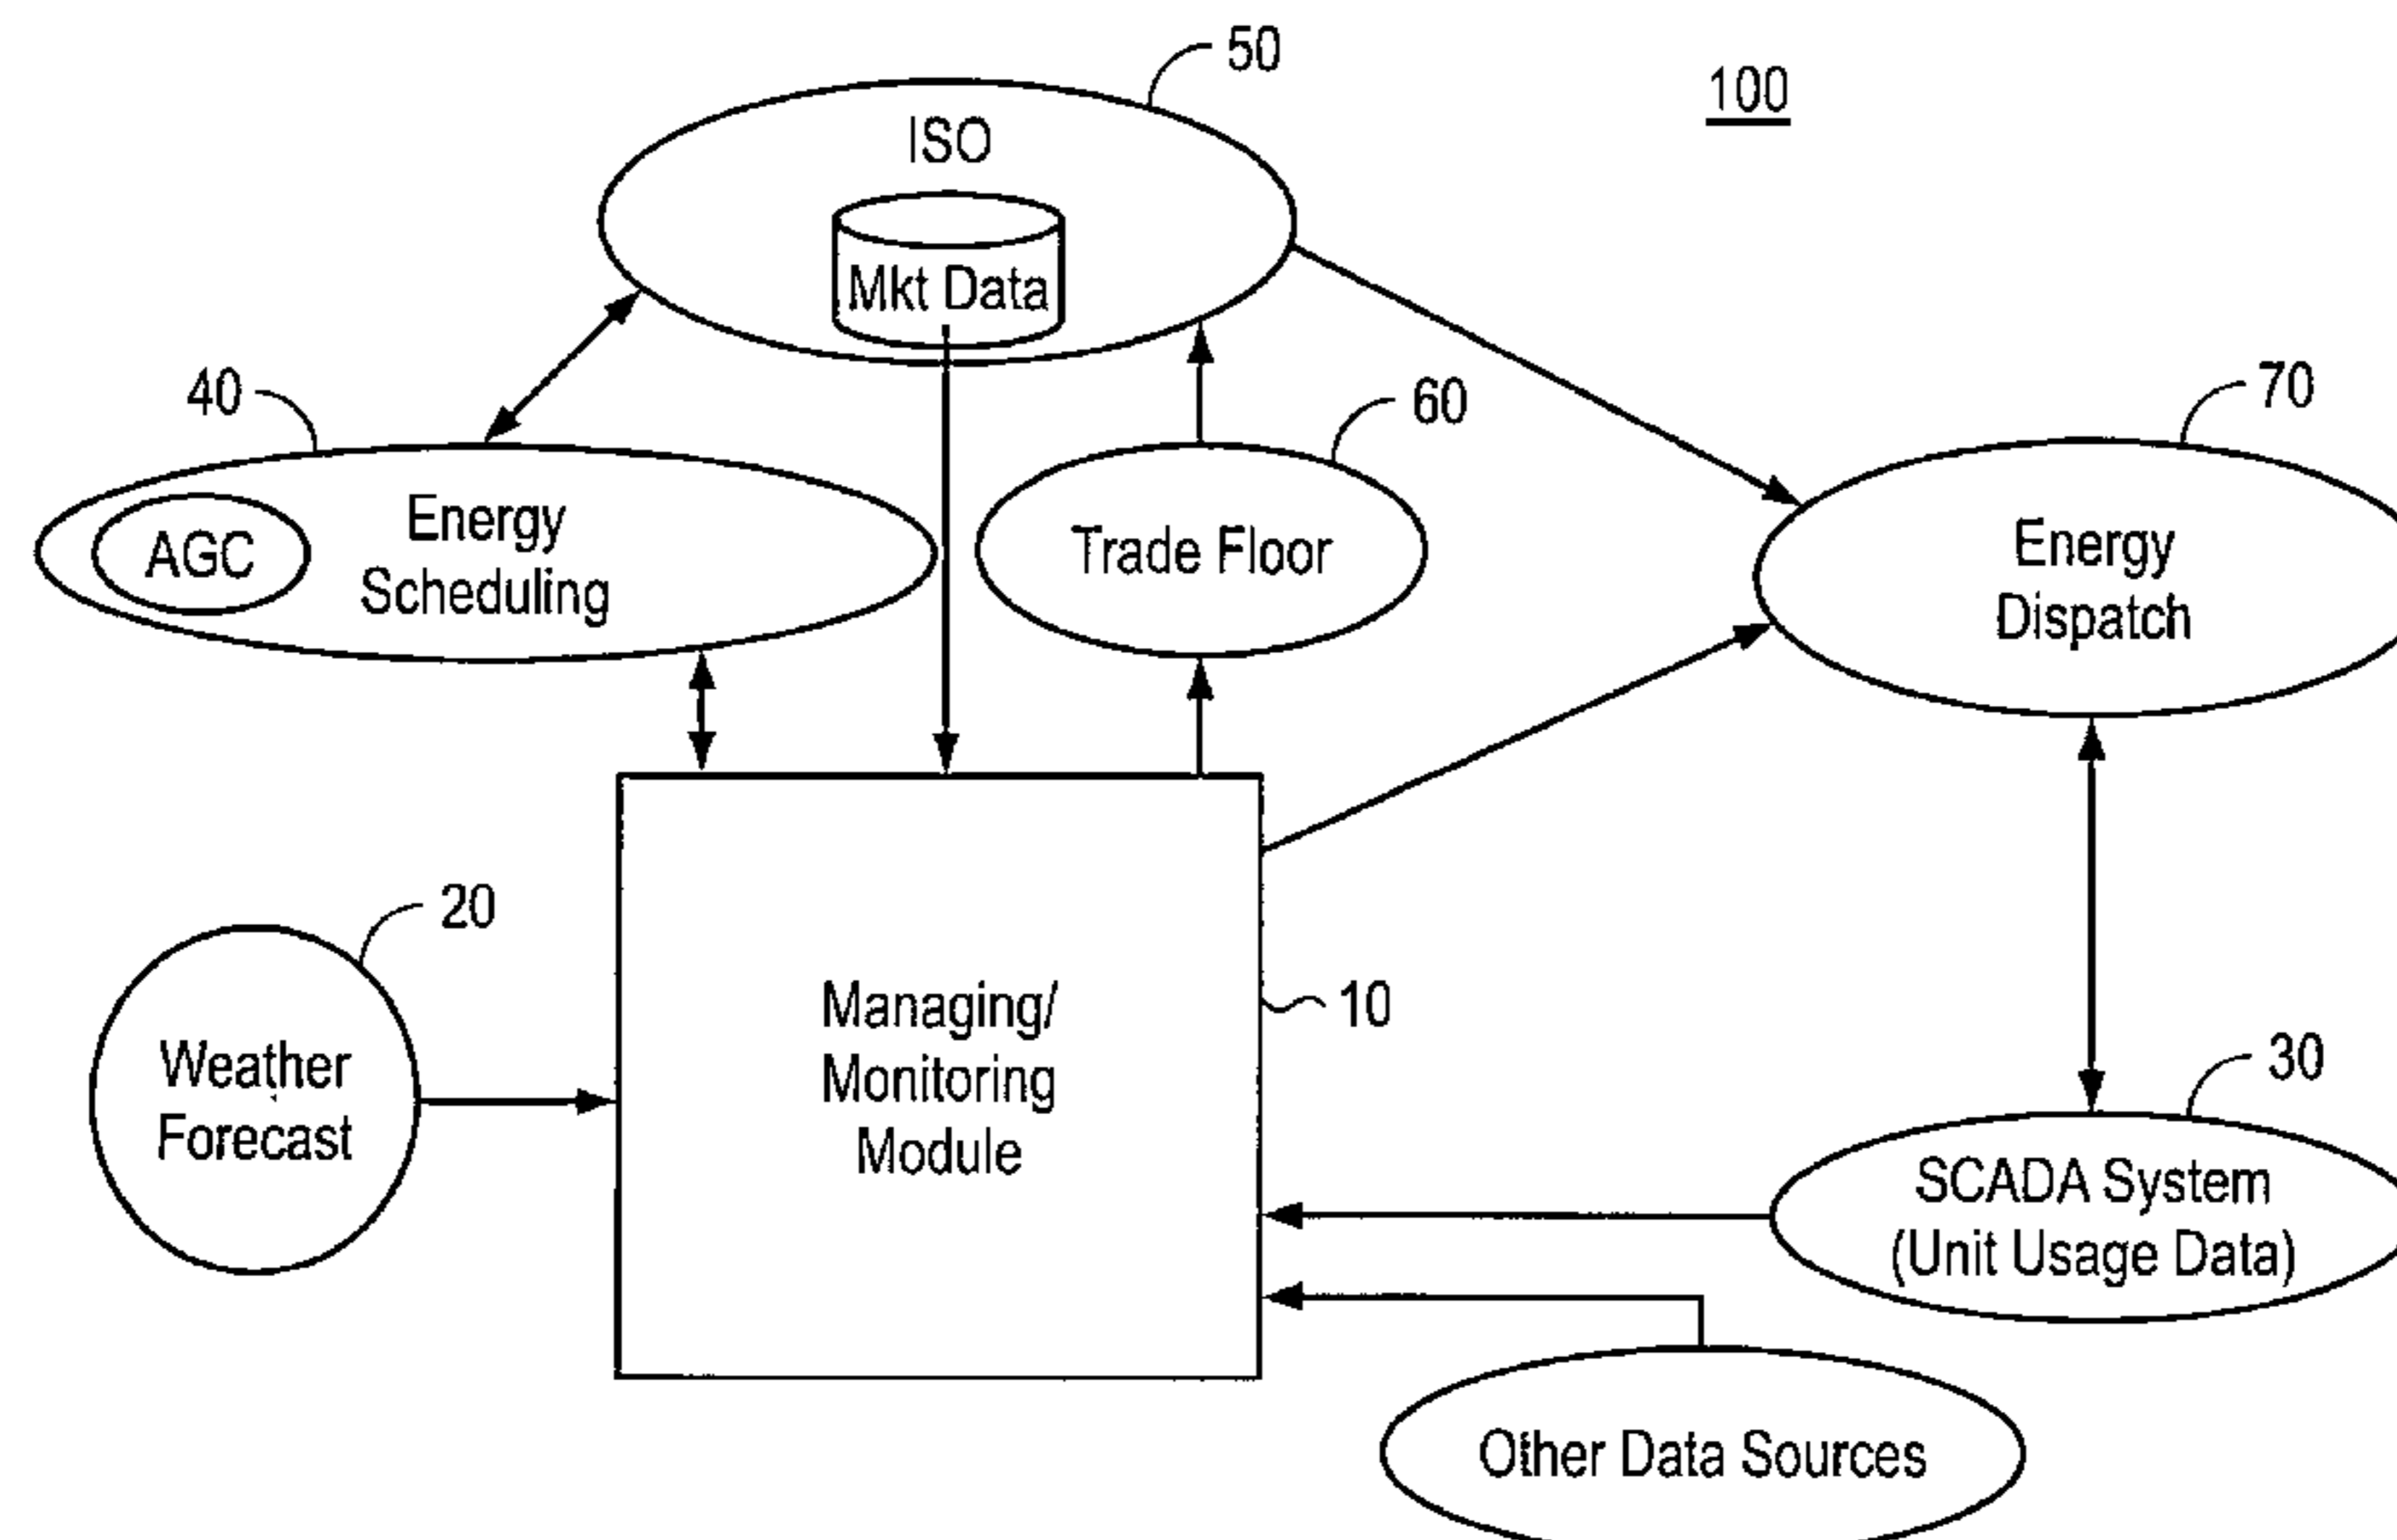 50
100
ISO
Mkt Data
40
60
70
AGC
Energy
Scheduling
Trade Floor
Energy
Dispatch
20
Weather
Forecast
Managing/
Monitoring
Module
10
30
SCADA System
(Unit Usage Data)
Other Data Sources